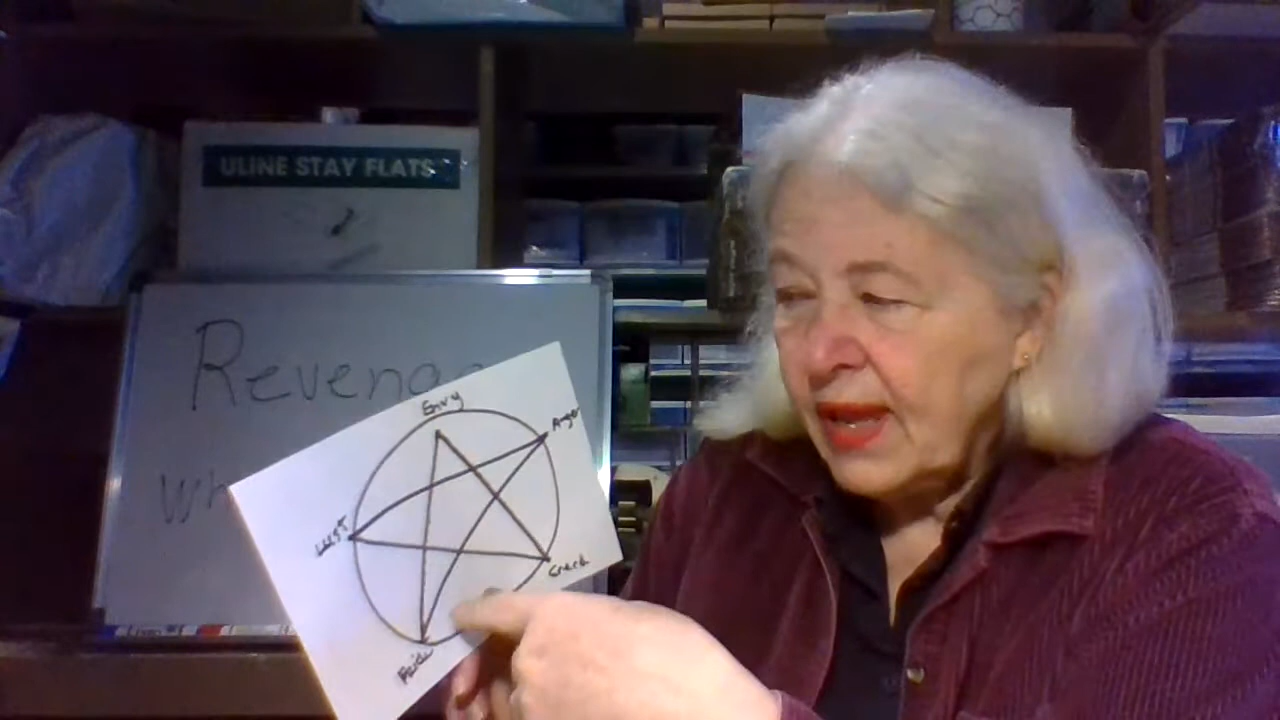 ULINE STAY FLATS
Reveng
Wh
Envy
Anger
Lust
Greed
Pride